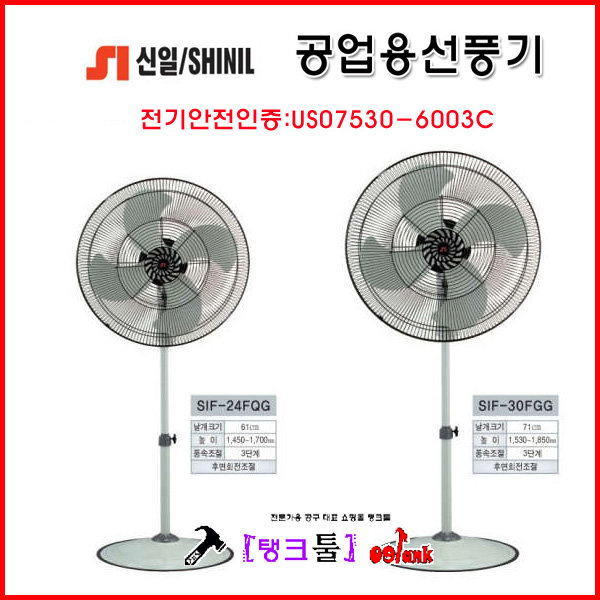 신일/SHINIL 공업용선풍기
전기안전인증:US07530-6003C
SIF-24FQG
날개크기 61㎝
높이 1,450~1,700㎜
풍속조절 3단계
후면회전조절
SIF-30FGG
날개크기 71㎝
높이 1,530~1,850㎜
풍속조절 3단계
후면회전조절
전문가용 공구 대표 쇼핑몰 탱크툴
[탱크툴]